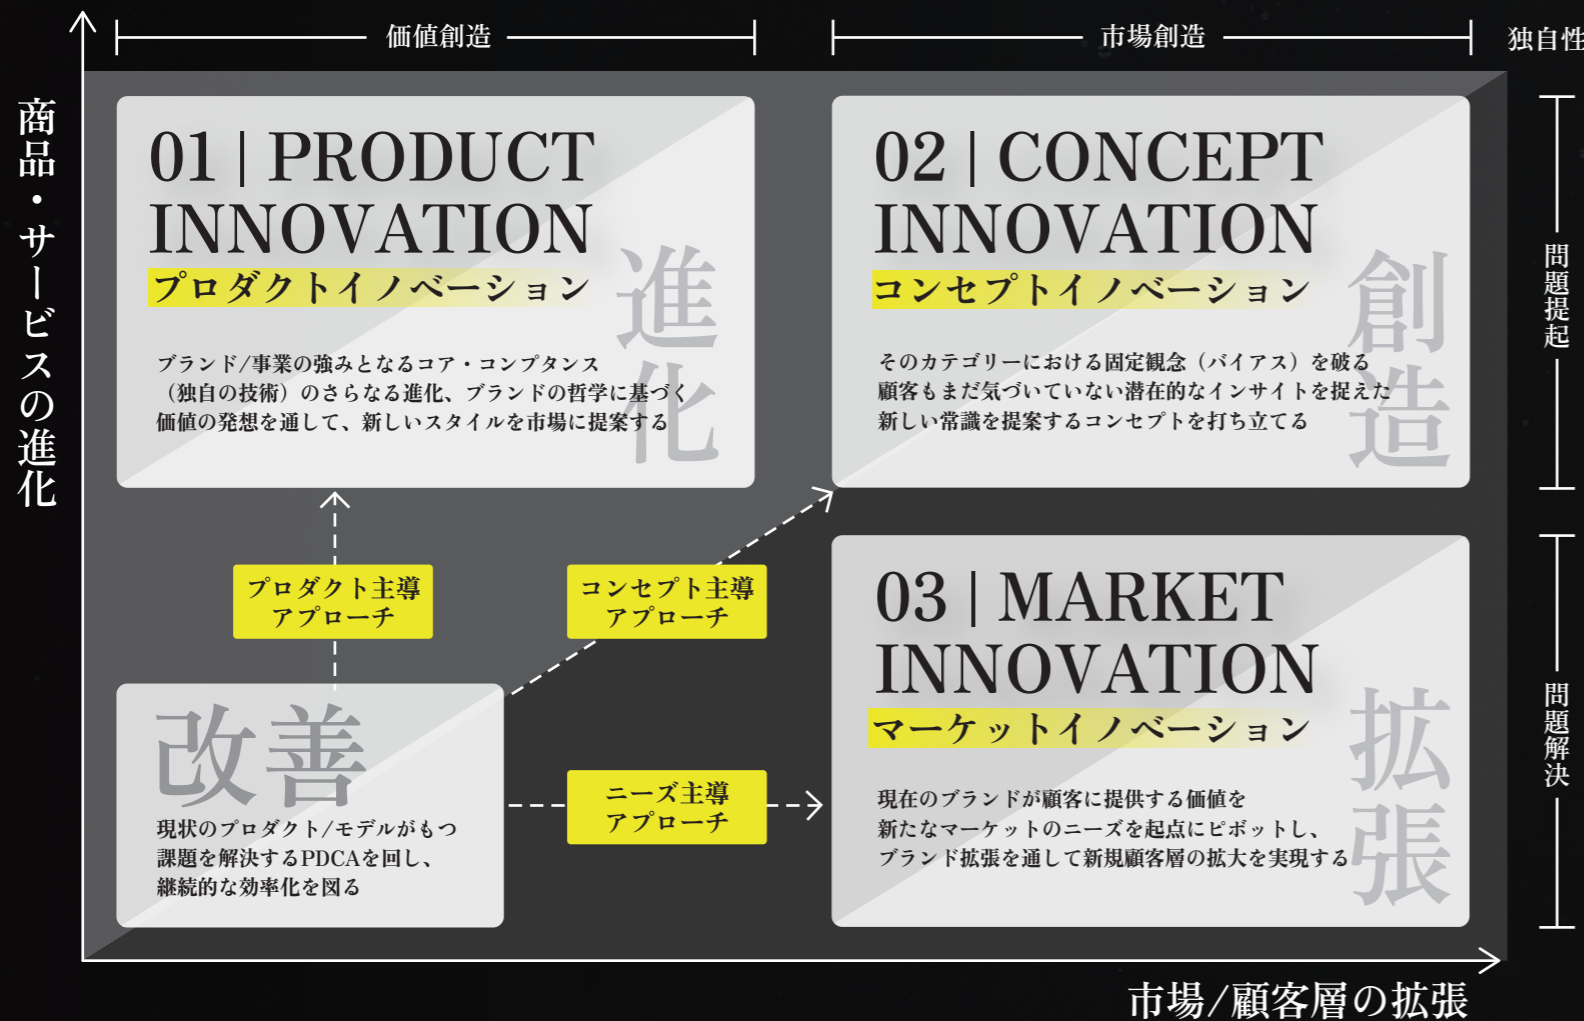 価値創造
市場創造
独自性
商品・サービスの進化
01 | PRODUCT
INNOVATION
プロダクトイノベーション
進化
ブランド/事業の強みとなるコア・コンプタンス
（独自の技術）のさらなる進化、ブランドの哲学に基づく
価値の発想を通して、新しいスタイルを市場に提案する
02 | CONCEPT
INNOVATION
コンセプトイノベーション
創造
そのカテゴリーにおける固定観念（バイアス）を破る
顧客もまだ気づいていない潜在的なインサイトを捉えた
新しい常識を提案するコンセプトを打ち立てる
問題提起
プロダクト主導
アプローチ
コンセプト主導
アプローチ
改善
現状のプロダクト/モデルがもつ
課題を解決するPDCAを回し、
継続的な効率化を図る
ニーズ主導
アプローチ
03 | MARKET
INNOVATION
マーケットイノベーション
拡張
現在のブランドが顧客に提供する価値を
新たなマーケットのニーズを起点にピボットし、
ブランド拡張を通して新規顧客層の拡大を実現する
問題解決
市場/顧客層の拡張